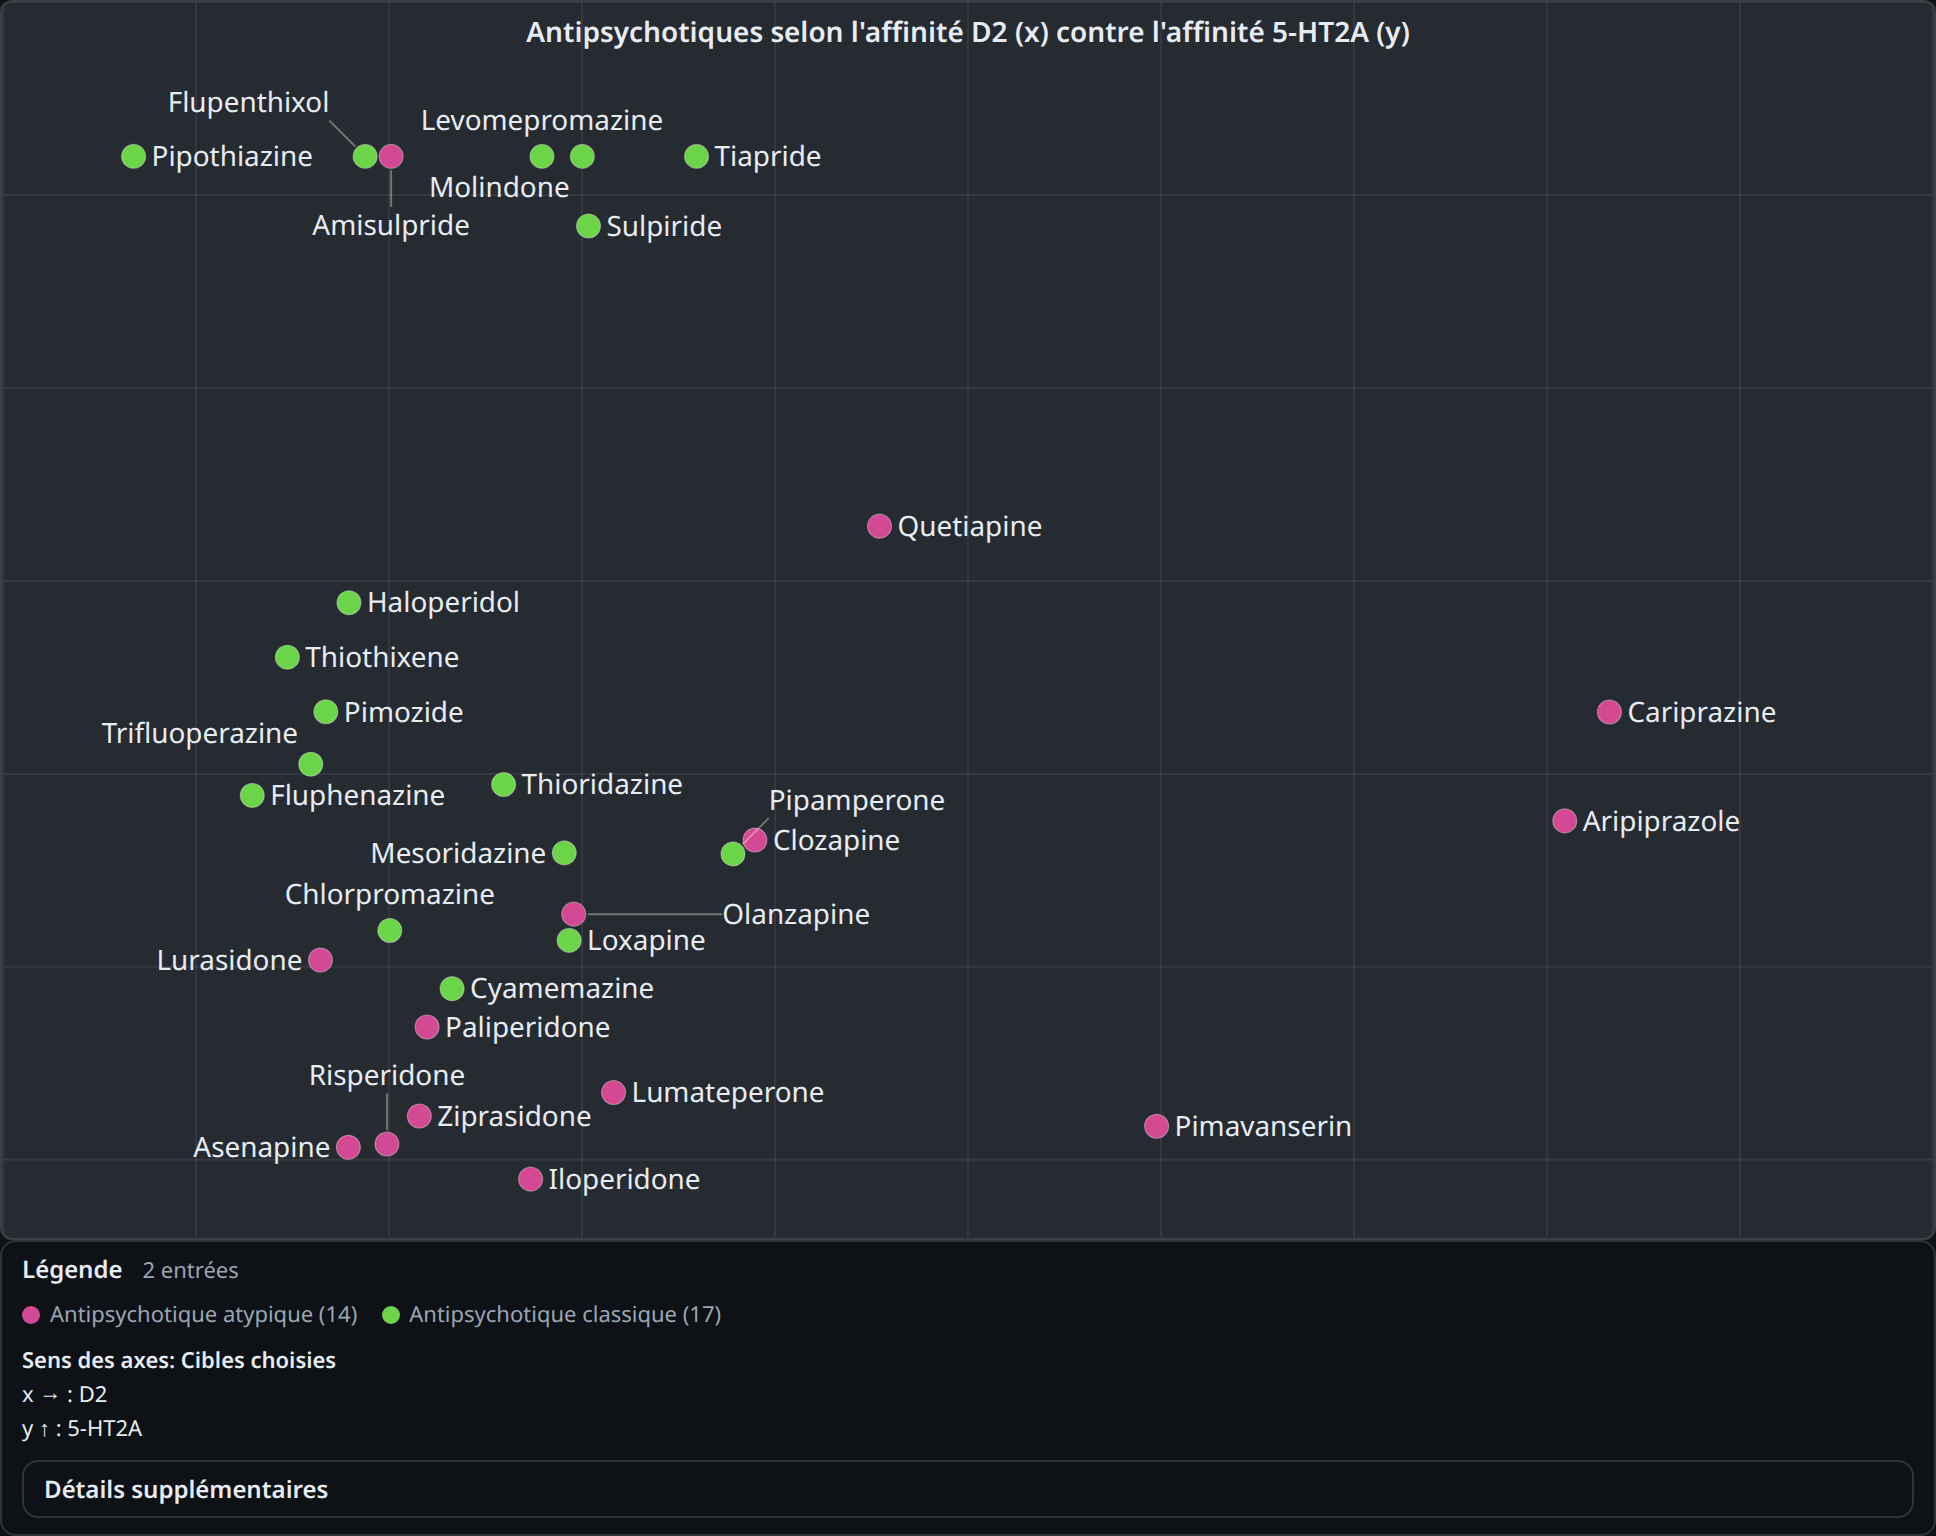 Antipsychotiques selon l'affinité D2 (x) contre l'affinité 5-HT2A (y)
Flupenthixol
Levomepromazine
Pipothiazine
Tiapride
Molindone
Amisulpride
Sulpiride
Quetiapine
Haloperidol
Thiothixene
Pimozide
Cariprazine
Trifluoperazine
Thioridazine
Fluphenazine
Pipamperone
Aripiprazole
Clozapine
Mesoridazine
Chlorpromazine
Olanzapine
Loxapine
Lurasidone
Cyamemazine
Paliperidone
Risperidone
Lumateperone
Ziprasidone
Pimavanserin
Asenapine
Iloperidone
Légende 2 entrées
Antipsychotique atypique (14) Antipsychotique classique (17)
Sens des axes: Cibles choisies
x → : D2
y ↑ : 5-HT2A
Détails supplémentaires